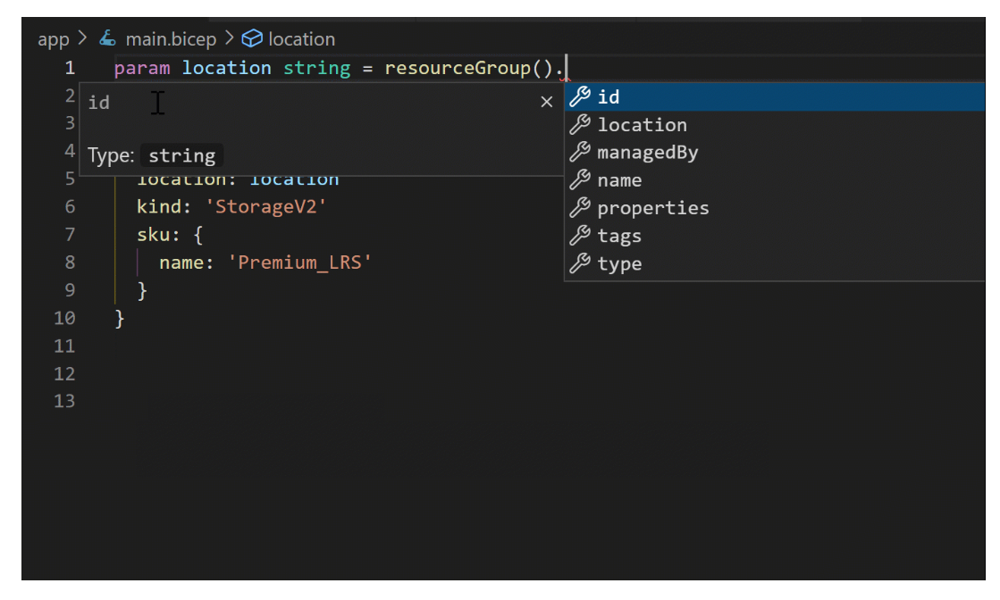 app > main.bicep > location
1 param location string = resourceGroup().
2
id ×
3
4
Type: string
5 location: location
6 kind: 'StorageV2'
7 sku: {
8 name: 'Premium_LRS'
9 }
10 }
11
12
13
id
location
managedBy
name
properties
tags
type